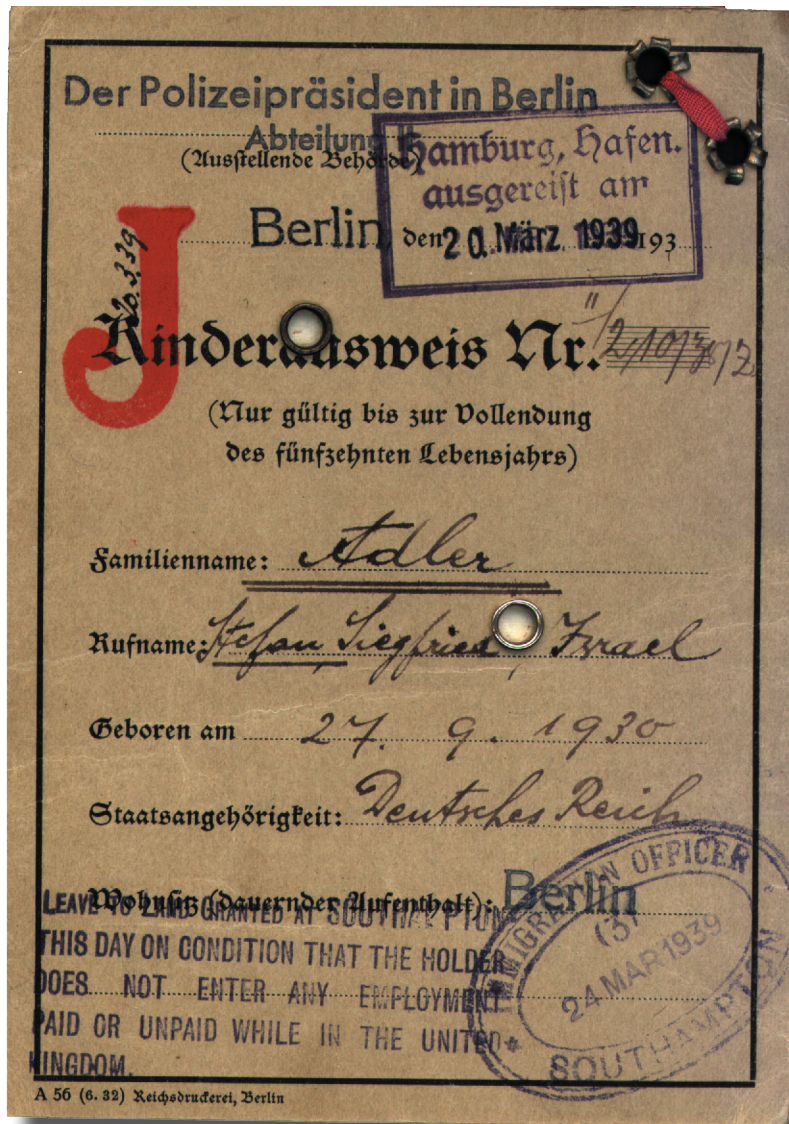 Der Polizeipräsident in Berlin
Abteilung II
(Ausstellende Behörde)
Hamburg, Hafen.
ausgereist am
20. März 1939
Berlin, den 193
J
20.3.39
Kinderausweis Nr.
(Nur gültig bis zur Vollendung
des fünfzehnten Lebensjahrs)
Familienname: Adler
Rufname: Stefan, Siegfried, Israel
Geboren am 27. 9. 1930
Staatsangehörigkeit: Deutsches Reich
Wohnsitz (dauernder Aufenthalt): Berlin
LEAVE TO LAND GRANTED AT SOUTHAMPTON
THIS DAY ON CONDITION THAT THE HOLDER
DOES NOT ENTER ANY EMPLOYMENT
PAID OR UNPAID WHILE IN THE UNITED
KINGDOM.
IMMIGRATION OFFICER
(3)
24 MAR 1939
* SOUTHAMPTON
A 56 (6. 32) Reichsdruckerei, Berlin